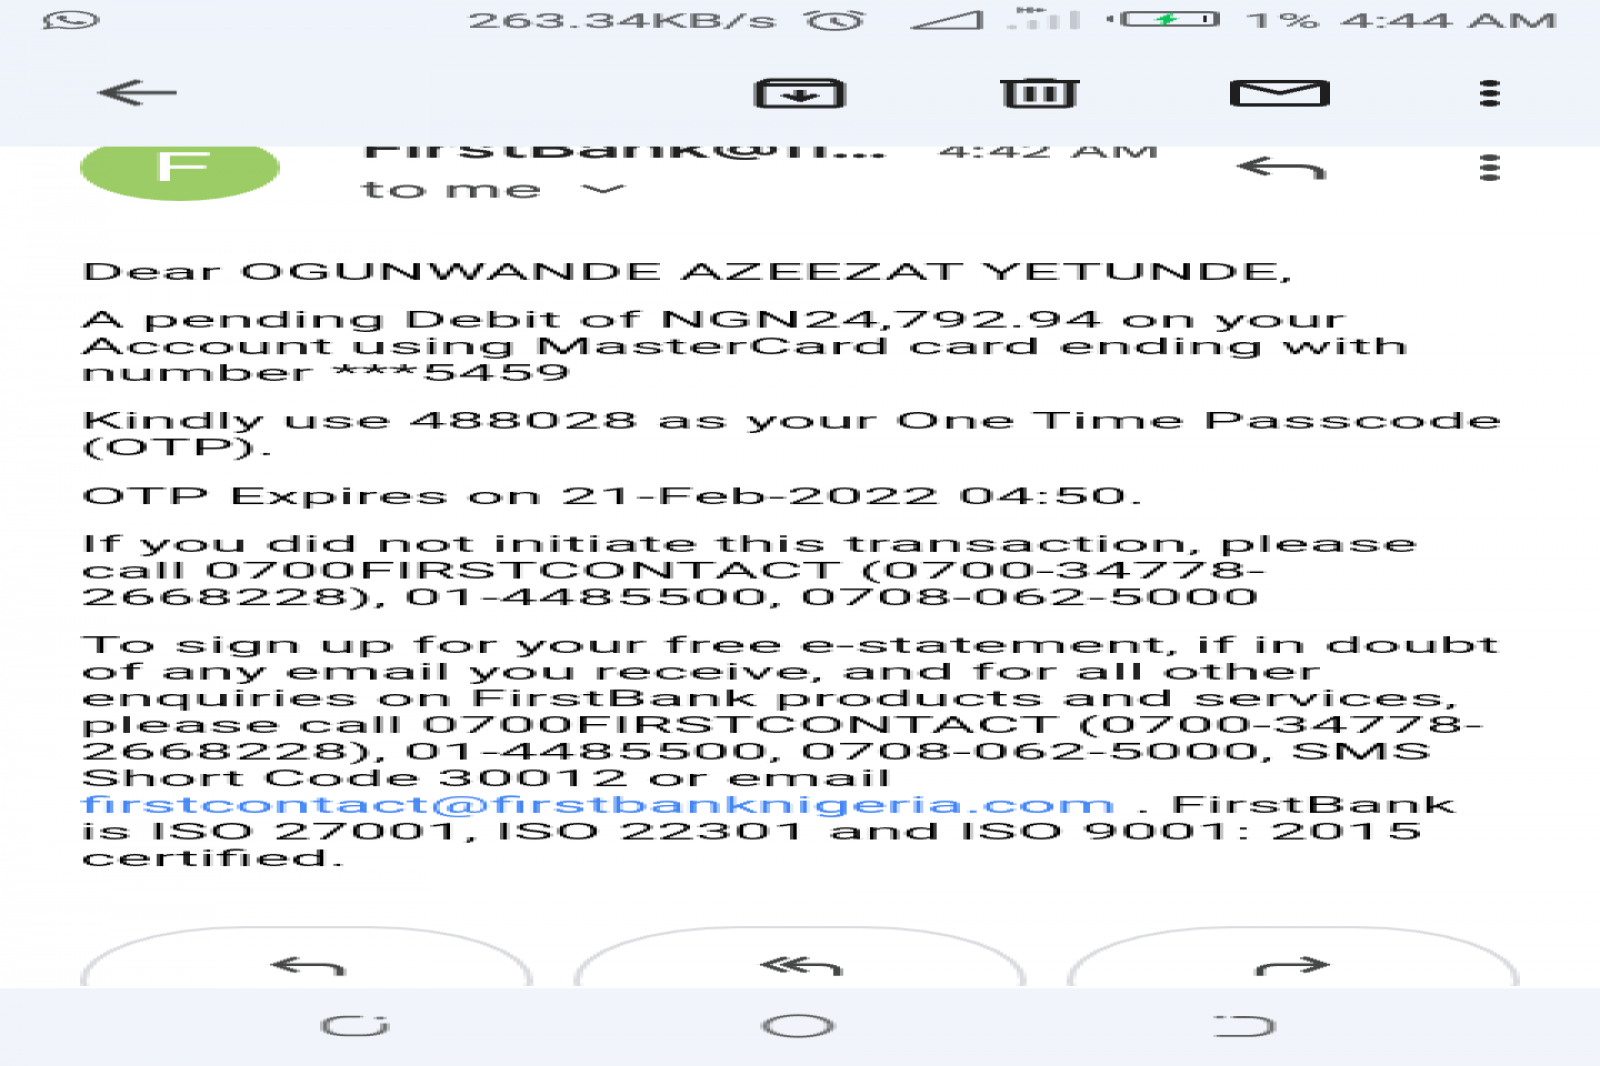 263.34KB/s 1% 4:44 AM
F FirstBank@fi... 4:42 AM
to me
Dear OGUNWANDE AZEEZAT YETUNDE,
A pending Debit of NGN24,792.94 on your
Account using MasterCard card ending with
number ***5459
Kindly use 488028 as your One Time Passcode
(OTP).
OTP Expires on 21-Feb-2022 04:50.
If you did not initiate this transaction, please
call 0700FIRSTCONTACT (0700-34778-
2668228), 01-4485500, 0708-062-5000
To sign up for your free e-statement, if in doubt
of any email you receive, and for all other
enquiries on FirstBank products and services,
please call 0700FIRSTCONTACT (0700-34778-
2668228), 01-4485500, 0708-062-5000, SMS
Short Code 30012 or email
firstcontact@firstbanknigeria.com . FirstBank
is ISO 27001, ISO 22301 and ISO 9001: 2015
certified.